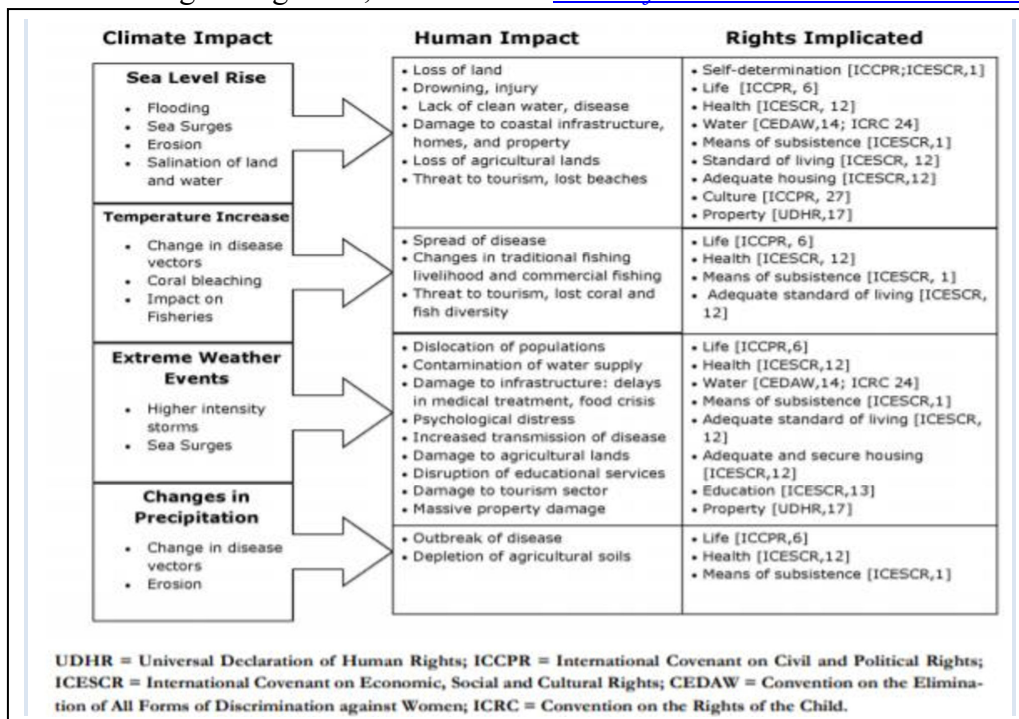 Climate Impact
Human Impact
Rights Implicated
Sea Level Rise
• Flooding
• Sea Surges
• Erosion
• Salination of land
and water
• Loss of land
• Drowning, injury
• Lack of clean water, disease
• Damage to coastal infrastructure,
homes, and property
• Loss of agricultural lands
• Threat to tourism, lost beaches
• Self-determination [ICCPR;ICESCR,1]
• Life [ICCPR, 6]
• Health [ICESCR, 12]
• Water [CEDAW,14; ICRC 24]
• Means of subsistence [ICESCR,1]
• Standard of living [ICESCR, 12]
• Adequate housing [ICESCR,12]
• Culture [ICCPR, 27]
• Property [UDHR,17]
Temperature Increase
• Change in disease
vectors
• Coral bleaching
• Impact on
Fisheries
• Spread of disease
• Changes in traditional fishing
livelihood and commercial fishing
• Threat to tourism, lost coral and
fish diversity
• Life [ICCPR, 6]
• Health [ICESCR, 12]
• Means of subsistence [ICESCR, 1]
• Adequate standard of living [ICESCR,
12]
Extreme Weather
Events
• Higher intensity
storms
• Sea Surges
• Dislocation of populations
• Contamination of water supply
• Damage to infrastructure: delays
in medical treatment, food crisis
• Psychological distress
• Increased transmission of disease
• Damage to agricultural lands
• Disruption of educational services
• Damage to tourism sector
• Massive property damage
• Life [ICCPR,6]
• Health [ICESCR,12]
• Water [CEDAW,14; ICRC 24]
• Means of subsistence [ICESCR,1]
• Adequate standard of living [ICESCR,
12]
• Adequate and secure housing
[ICESCR,12]
• Education [ICESCR,13]
• Property [UDHR,17]
Changes in
Precipitation
• Change in disease
vectors
• Erosion
• Outbreak of disease
• Depletion of agricultural soils
• Life [ICCPR,6]
• Health [ICESCR,12]
• Means of subsistence [ICESCR,1]
UDHR = Universal Declaration of Human Rights; ICCPR = International Covenant on Civil and Political Rights;
ICESCR = International Covenant on Economic, Social and Cultural Rights; CEDAW = Convention on the Elimina-
tion of All Forms of Discrimination against Women; ICRC = Convention on the Rights of the Child.